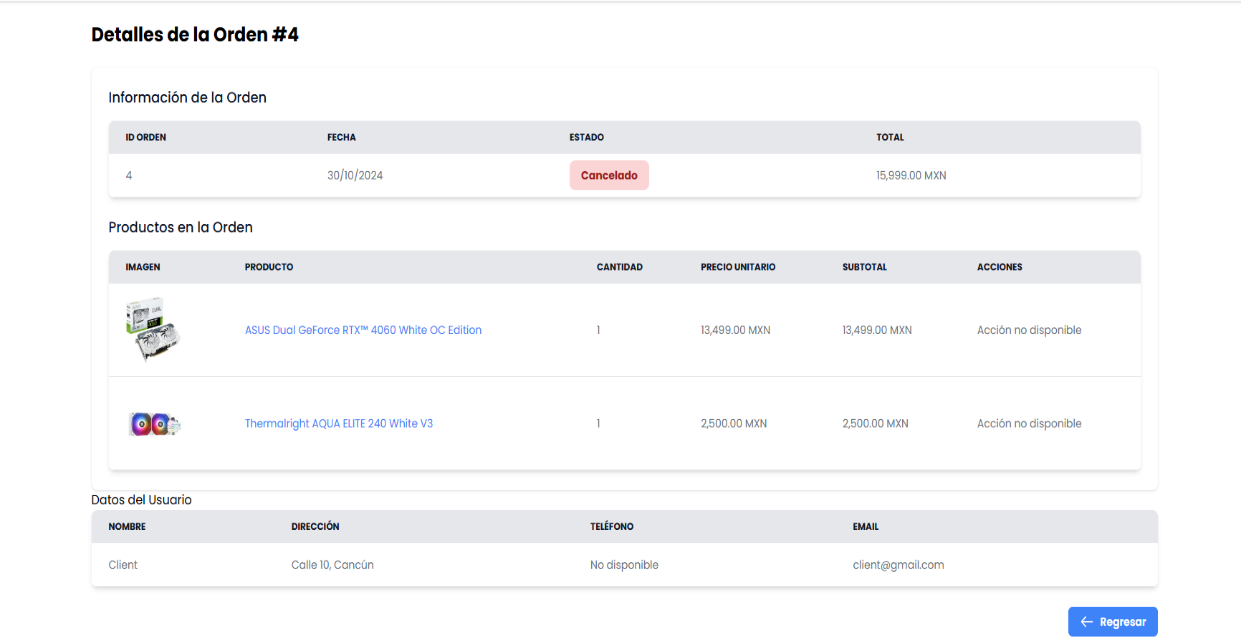 Detalles de la Orden #4
Información de la Orden
ID ORDEN FECHA ESTADO TOTAL
4 30/10/2024 Cancelado 15,999.00 MXN
Productos en la Orden
IMAGEN PRODUCTO CANTIDAD PRECIO UNITARIO SUBTOTAL ACCIONES
ASUS Dual GeForce RTX™ 4060 White OC Edition 1 13,499.00 MXN 13,499.00 MXN Acción no disponible
Thermalright AQUA ELITE 240 White V3 1 2,500.00 MXN 2,500.00 MXN Acción no disponible
Datos del Usuario
NOMBRE DIRECCIÓN TELÉFONO EMAIL
Client Calle 10, Cancún No disponible client@gmail.com
← Regresar